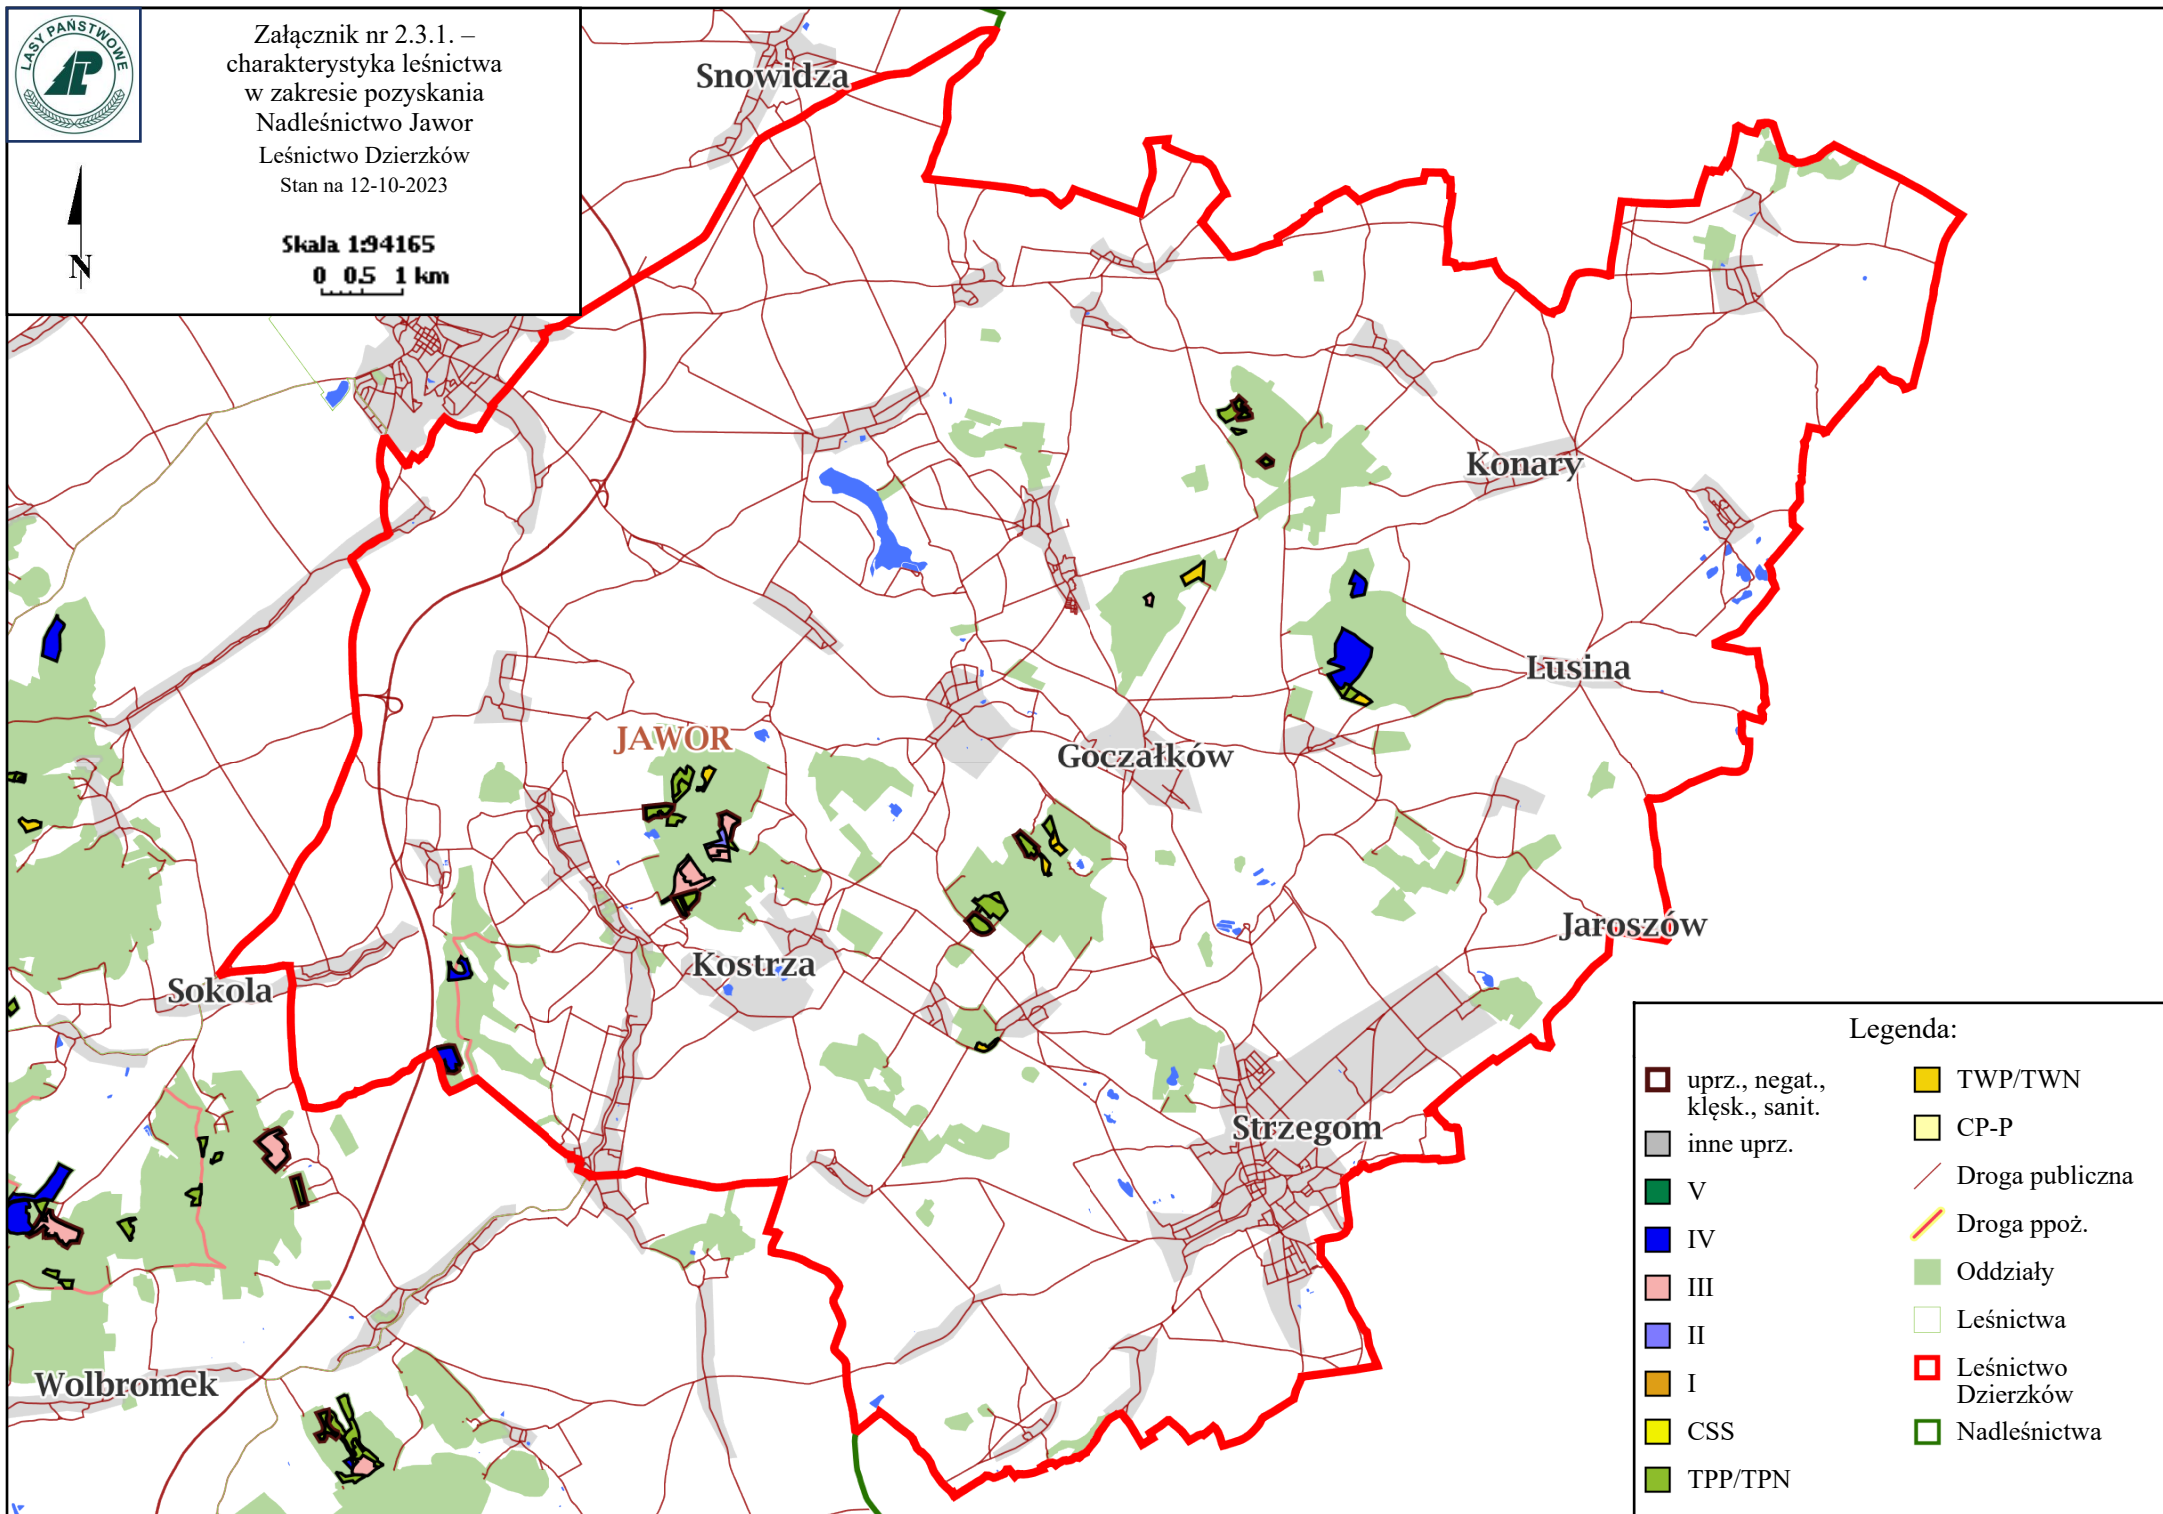 LASY PAŃSTWOWE
Załącznik nr 2.3.1. –
charakterystyka leśnictwa
w zakresie pozyskania
Nadleśnictwo Jawor
Leśnictwo Dzierzków
Stan na 12-10-2023
N
Skala 1:94165
0 0.5 1 km
Snowidza
Konary
Lusina
JAWOR
Goczałków
Jaroszów
Kostrza
Sokola
Strzegom
Wolbromek
Legenda:
uprz., negat.,
klęsk., sanit.
inne uprz.
V
IV
III
II
I
CSS
TPP/TPN
TWP/TWN
CP-P
Droga publiczna
Droga ppoż.
Oddziały
Leśnictwa
Leśnictwo
Dzierzków
Nadleśnictwa